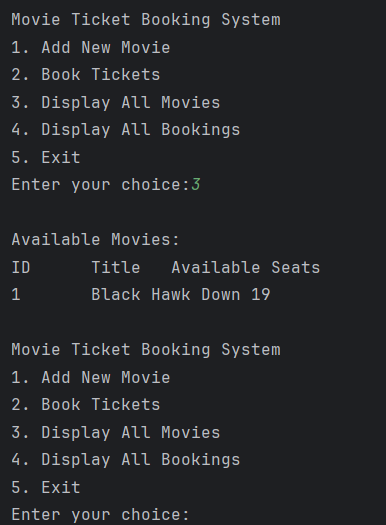 Movie Ticket Booking System
1. Add New Movie
2. Book Tickets
3. Display All Movies
4. Display All Bookings
5. Exit
Enter your choice:3
Available Movies:
ID      Title   Available Seats
1       Black Hawk Down 19
Movie Ticket Booking System
1. Add New Movie
2. Book Tickets
3. Display All Movies
4. Display All Bookings
5. Exit
Enter your choice: